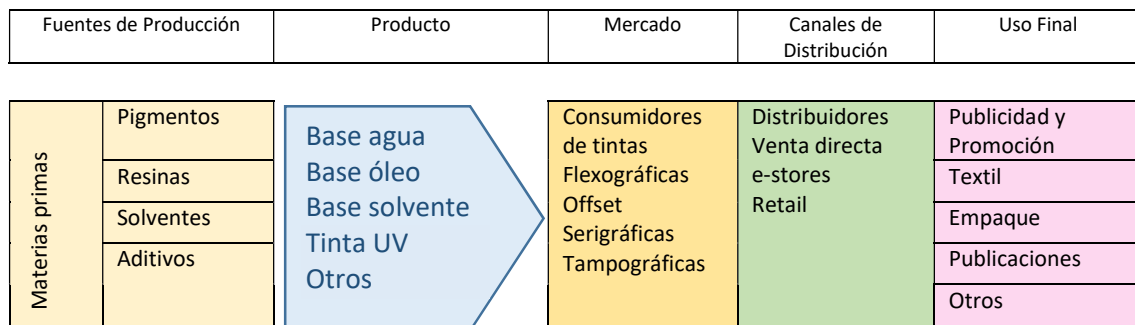 Fuentes de Producción
Producto
Mercado
Canales de
Distribución
Uso Final
Materias primas
Pigmentos
Resinas
Solventes
Aditivos
Base agua
Base óleo
Base solvente
Tinta UV
Otros
Consumidores
de tintas
Flexográficas
Offset
Serigráficas
Tampográficas
Distribuidores
Venta directa
e-stores
Retail
Publicidad y
Promoción
Textil
Empaque
Publicaciones
Otros